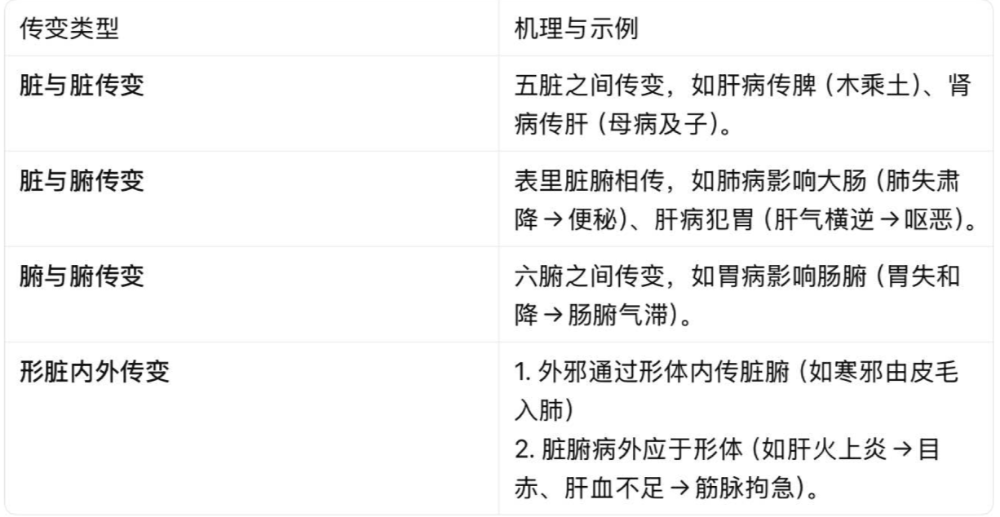 传变类型
机理与示例
脏与脏传变
五脏之间传变，如肝病传脾（木乘土）、肾
病传肝（母病及子）。
脏与腑传变
表里脏腑相传，如肺病影响大肠（肺失肃
降→便秘）、肝病犯胃（肝气横逆→呕恶）。
腑与腑传变
六腑之间传变，如胃病影响肠腑（胃失和
降→肠腑气滞）。
形脏内外传变
1. 外邪通过形体内传脏腑（如寒邪由皮毛
入肺）
2. 脏腑病外应于形体（如肝火上炎→目
赤、肝血不足→筋脉拘急）。